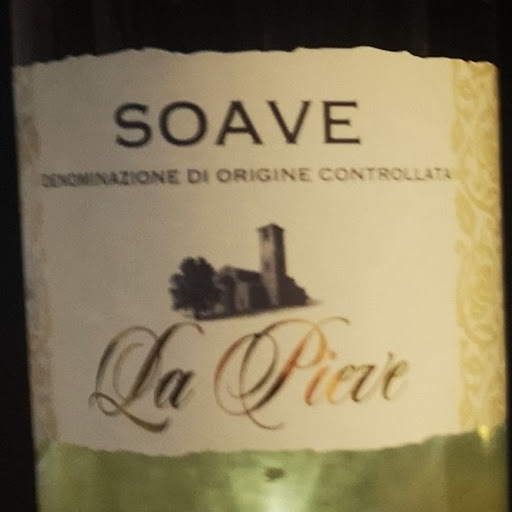 SOAVE
DENOMINAZIONE DI ORIGINE CONTROLLATA
La Pieve